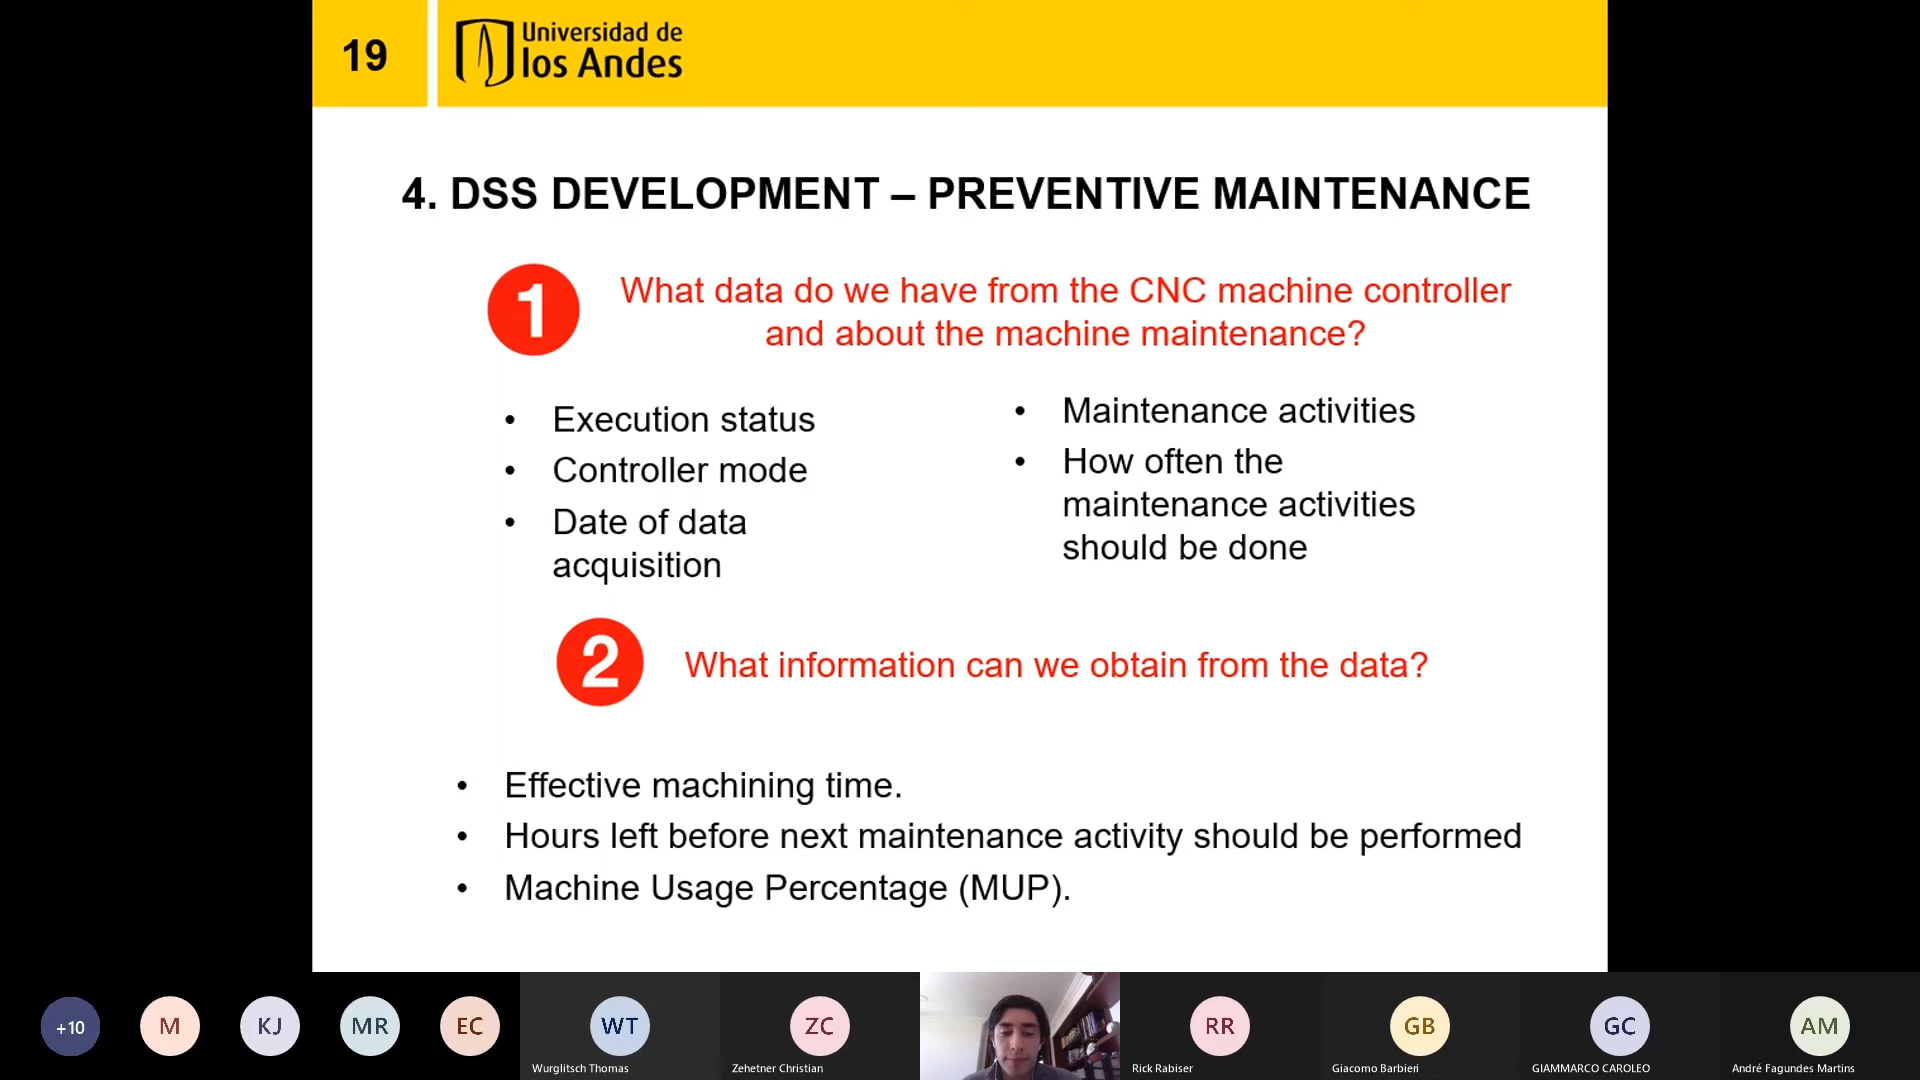 19
Universidad de
los Andes
4. DSS DEVELOPMENT – PREVENTIVE MAINTENANCE
1
What data do we have from the CNC machine controller
and about the machine maintenance?
• Execution status
• Controller mode
• Date of data
acquisition
• Maintenance activities
• How often the
maintenance activities
should be done
2
What information can we obtain from the data?
• Effective machining time.
• Hours left before next maintenance activity should be performed
• Machine Usage Percentage (MUP).
+10
M
KJ
MR
EC
WT
Wurglitsch Thomas
ZC
Zehetner Christian
RR
Rick Rabiser
GB
Giacomo Barbieri
GC
GIAMMARCO CAROLEO
AM
André Fagundes Martins